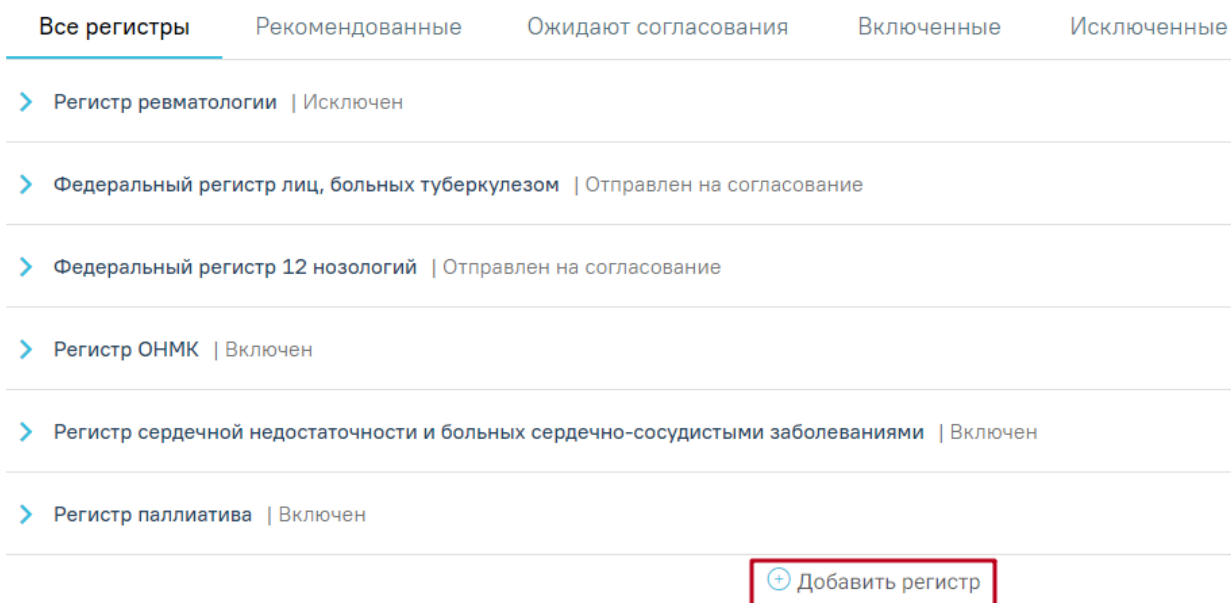 Все регистры Рекомендованные Ожидают согласования Включенные Исключенные
Регистр ревматологии | Исключен
Федеральный регистр лиц, больных туберкулезом | Отправлен на согласование
Федеральный регистр 12 нозологий | Отправлен на согласование
Регистр ОНМК | Включен
Регистр сердечной недостаточности и больных сердечно-сосудистыми заболеваниями | Включен
Регистр паллиатива | Включен
Добавить регистр